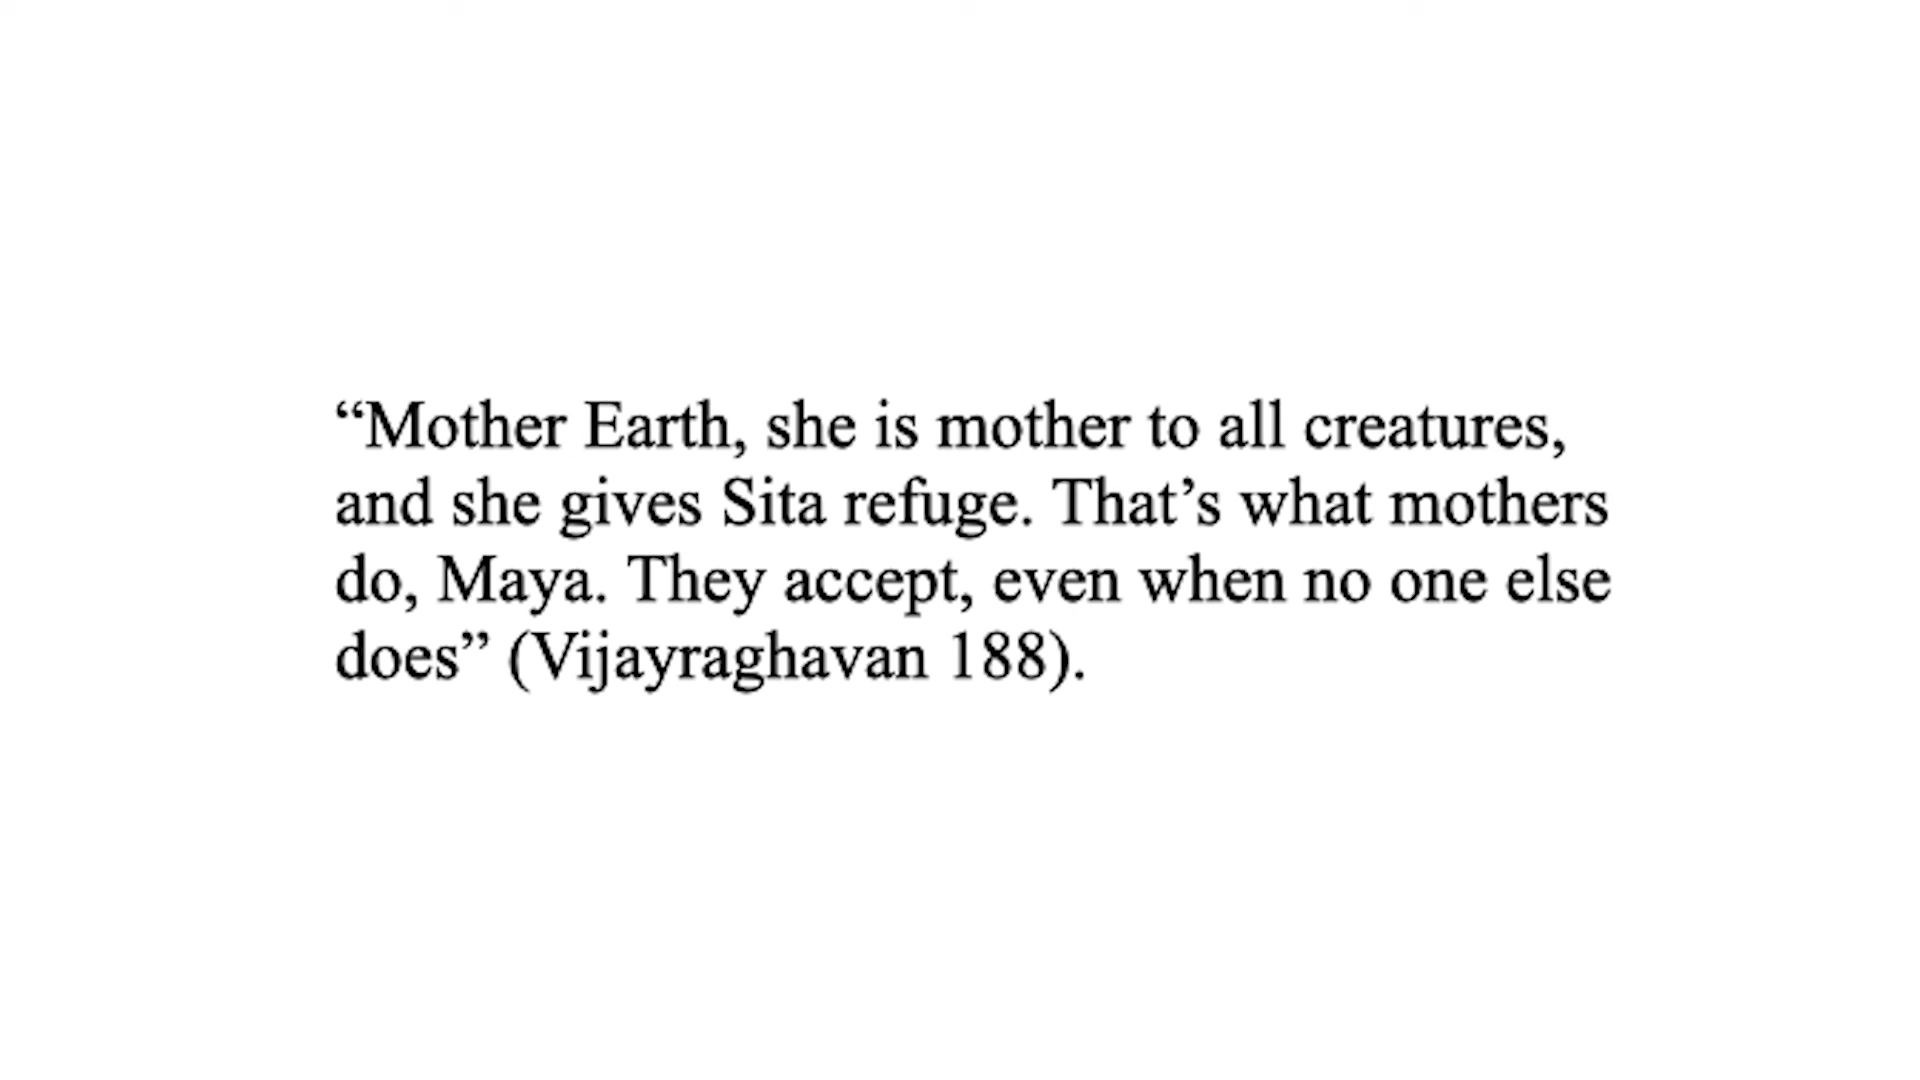 “Mother Earth, she is mother to all creatures,
and she gives Sita refuge. That’s what mothers
do, Maya. They accept, even when no one else
does” (Vijayraghavan 188).